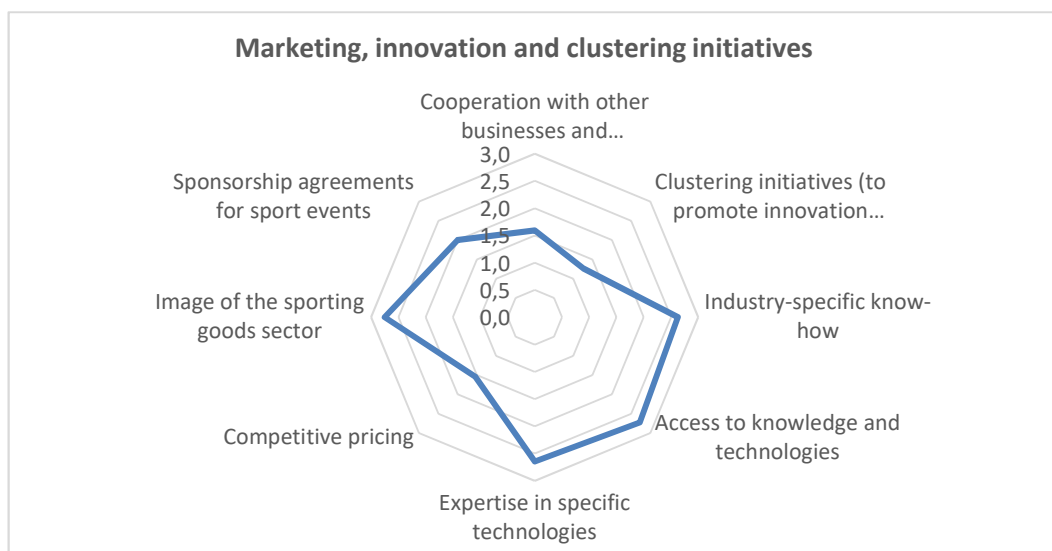 Marketing, innovation and clustering initiatives
Cooperation with other
businesses and...
Clustering initiatives (to
promote innovation...
Industry-specific know-
how
Access to knowledge and
technologies
Expertise in specific
technologies
Competitive pricing
Image of the sporting
goods sector
Sponsorship agreements
for sport events
3,0
2,5
2,0
1,5
1,0
0,5
0,0